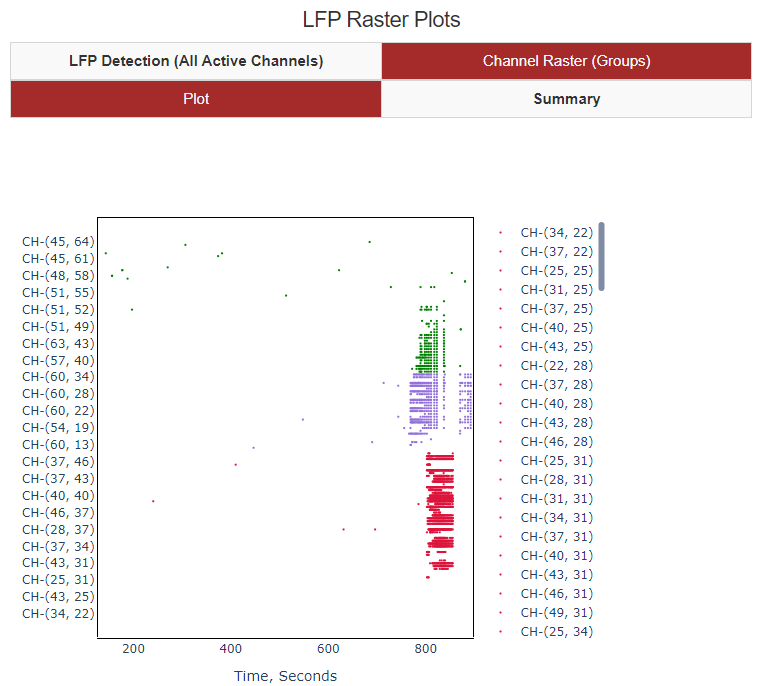 LFP Raster Plots
LFP Detection (All Active Channels)
Channel Raster (Groups)
Plot
Summary
CH-(45, 64)
CH-(45, 61)
CH-(48, 58)
CH-(51, 55)
CH-(51, 52)
CH-(51, 49)
CH-(63, 43)
CH-(57, 40)
CH-(60, 34)
CH-(60, 28)
CH-(60, 22)
CH-(54, 19)
CH-(60, 13)
CH-(37, 46)
CH-(37, 43)
CH-(40, 40)
CH-(46, 37)
CH-(28, 37)
CH-(37, 34)
CH-(43, 31)
CH-(25, 31)
CH-(43, 25)
CH-(34, 22)
200
400
600
800
Time, Seconds
CH-(34, 22)
CH-(37, 22)
CH-(25, 25)
CH-(31, 25)
CH-(37, 25)
CH-(40, 25)
CH-(43, 25)
CH-(22, 28)
CH-(37, 28)
CH-(40, 28)
CH-(43, 28)
CH-(46, 28)
CH-(25, 31)
CH-(28, 31)
CH-(31, 31)
CH-(34, 31)
CH-(37, 31)
CH-(40, 31)
CH-(43, 31)
CH-(46, 31)
CH-(49, 31)
CH-(25, 34)